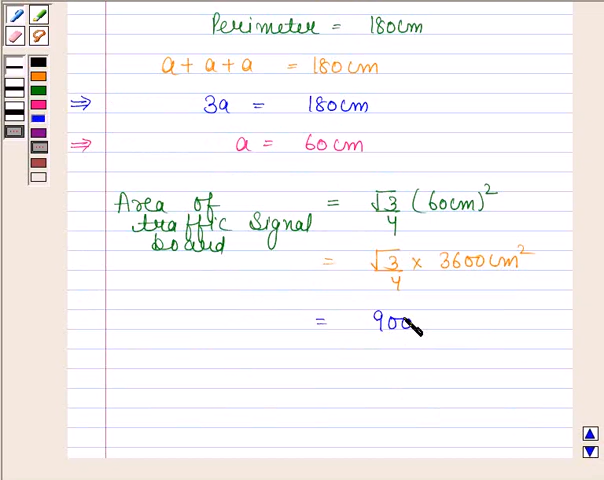 Perimeter = 180cm
a + a + a = 180cm
⇒ 3a = 180cm
⇒ a = 60cm
Area of traffic signal board = √3/4 (60cm)²
= √3/4 × 3600cm²
= 900